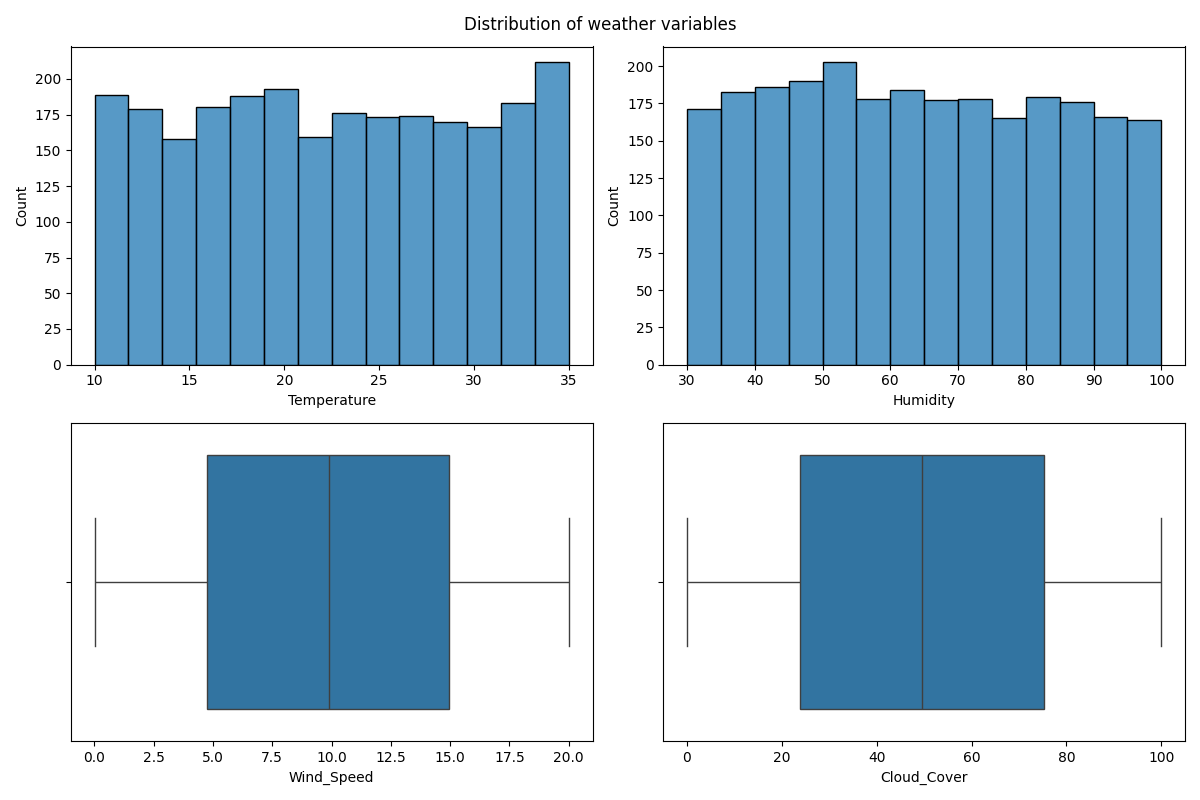 Distribution of weather variables
Count
200
175
150
125
100
75
50
25
0
10 15 20 25 30 35
Temperature
Count
200
175
150
125
100
75
50
25
0
30 40 50 60 70 80 90 100
Humidity
0.0 2.5 5.0 7.5 10.0 12.5 15.0 17.5 20.0
Wind_Speed
0 20 40 60 80 100
Cloud_Cover